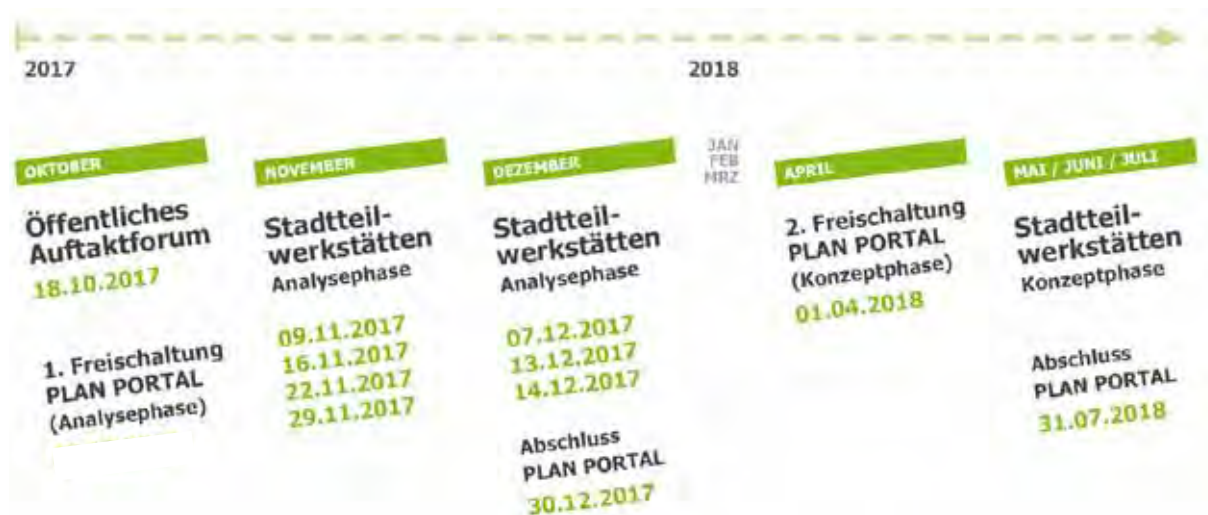 2017
2018
OKTOBER
Öffentliches
Auftaktforum
18.10.2017
1. Freischaltung
PLAN PORTAL
(Analysephase)
NOVEMBER
Stadtteil-
werkstätten
Analysephase
09.11.2017
16.11.2017
22.11.2017
29.11.2017
DEZEMBER
Stadtteil-
werkstätten
Analysephase
07.12.2017
13.12.2017
14.12.2017
Abschluss
PLAN PORTAL
30.12.2017
JAN
FEB
MRZ
APRIL
2. Freischaltung
PLAN PORTAL
(Konzeptphase)
01.04.2018
MAI / JUNI / JULI
Stadtteil-
werkstätten
Konzeptphase
Abschluss
PLAN PORTAL
31.07.2018